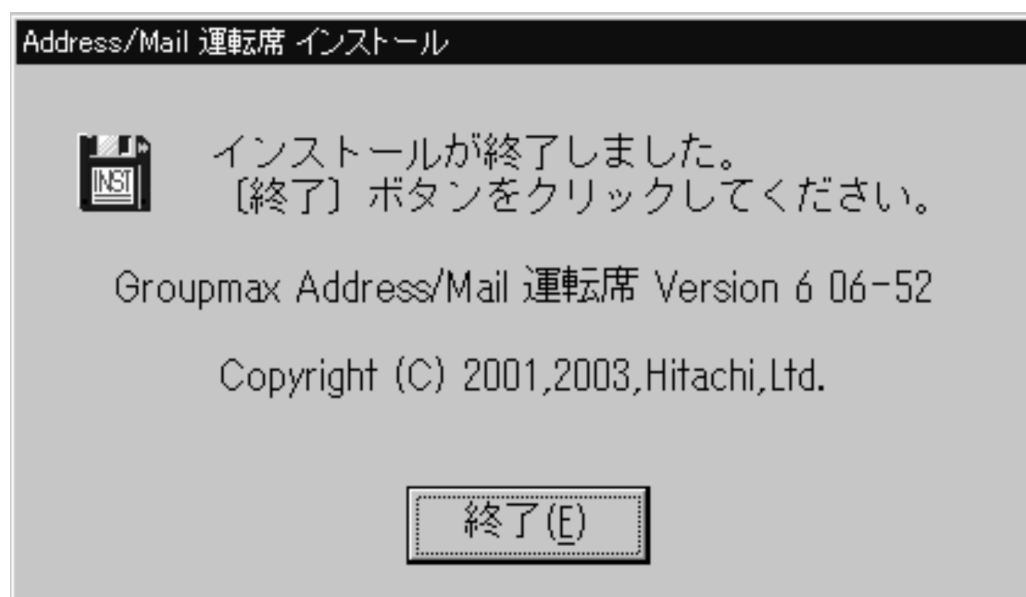 Address/Mail 運転席 インストール
INST
インストールが終了しました。
〔終了〕ボタンをクリックしてください。
Groupmax Address/Mail 運転席 Version 6 06-52
Copyright (C) 2001,2003,Hitachi,Ltd.
終了(E)